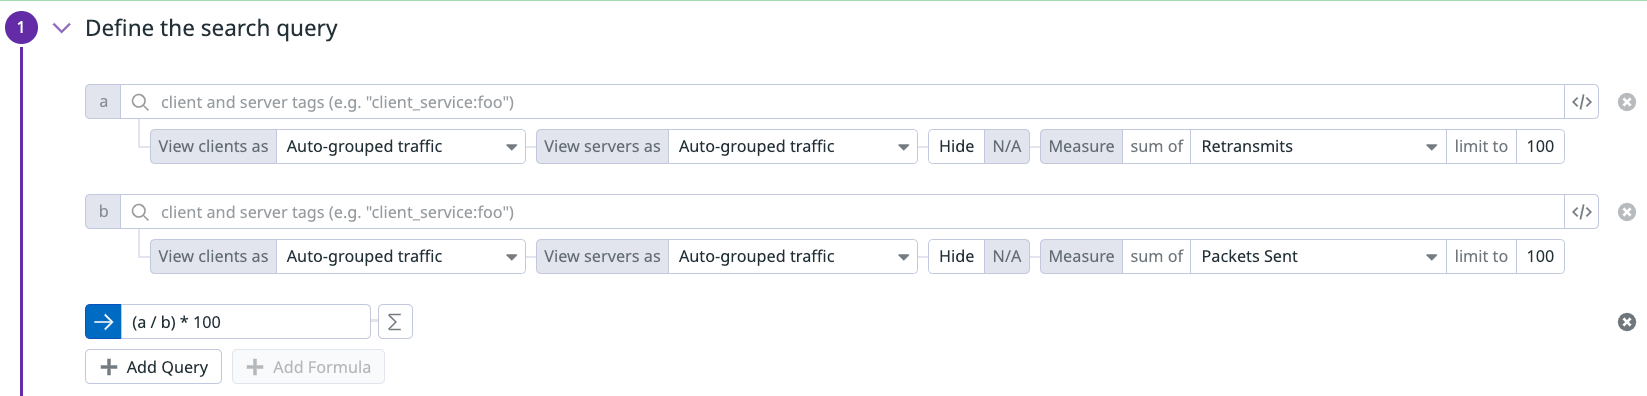 1 Define the search query
a client and server tags (e.g. "client_service:foo") </>
View clients as Auto-grouped traffic View servers as Auto-grouped traffic Hide N/A Measure sum of Retransmits limit to 100
b client and server tags (e.g. "client_service:foo") </>
View clients as Auto-grouped traffic View servers as Auto-grouped traffic Hide N/A Measure sum of Packets Sent limit to 100
(a / b) * 100 Σ
Add Query Add Formula